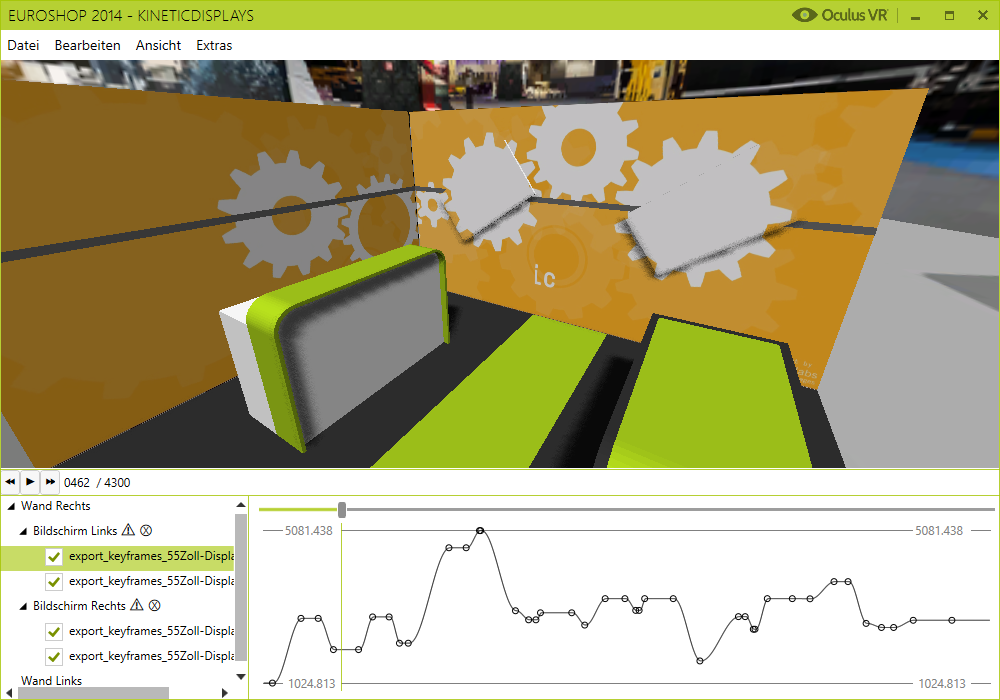 EUROSHOP 2014 - KINETICDISPLAYS
Oculus VR
Datei Bearbeiten Ansicht Extras
ic
0462 / 4300
Wand Rechts
Bildschirm Links
export_keyframes_55Zoll-Displa
export_keyframes_55Zoll-Displa
Bildschirm Rechts
export_keyframes_55Zoll-Displa
export_keyframes_55Zoll-Displa
Wand Links
5081.438 5081.438
1024.813 1024.813